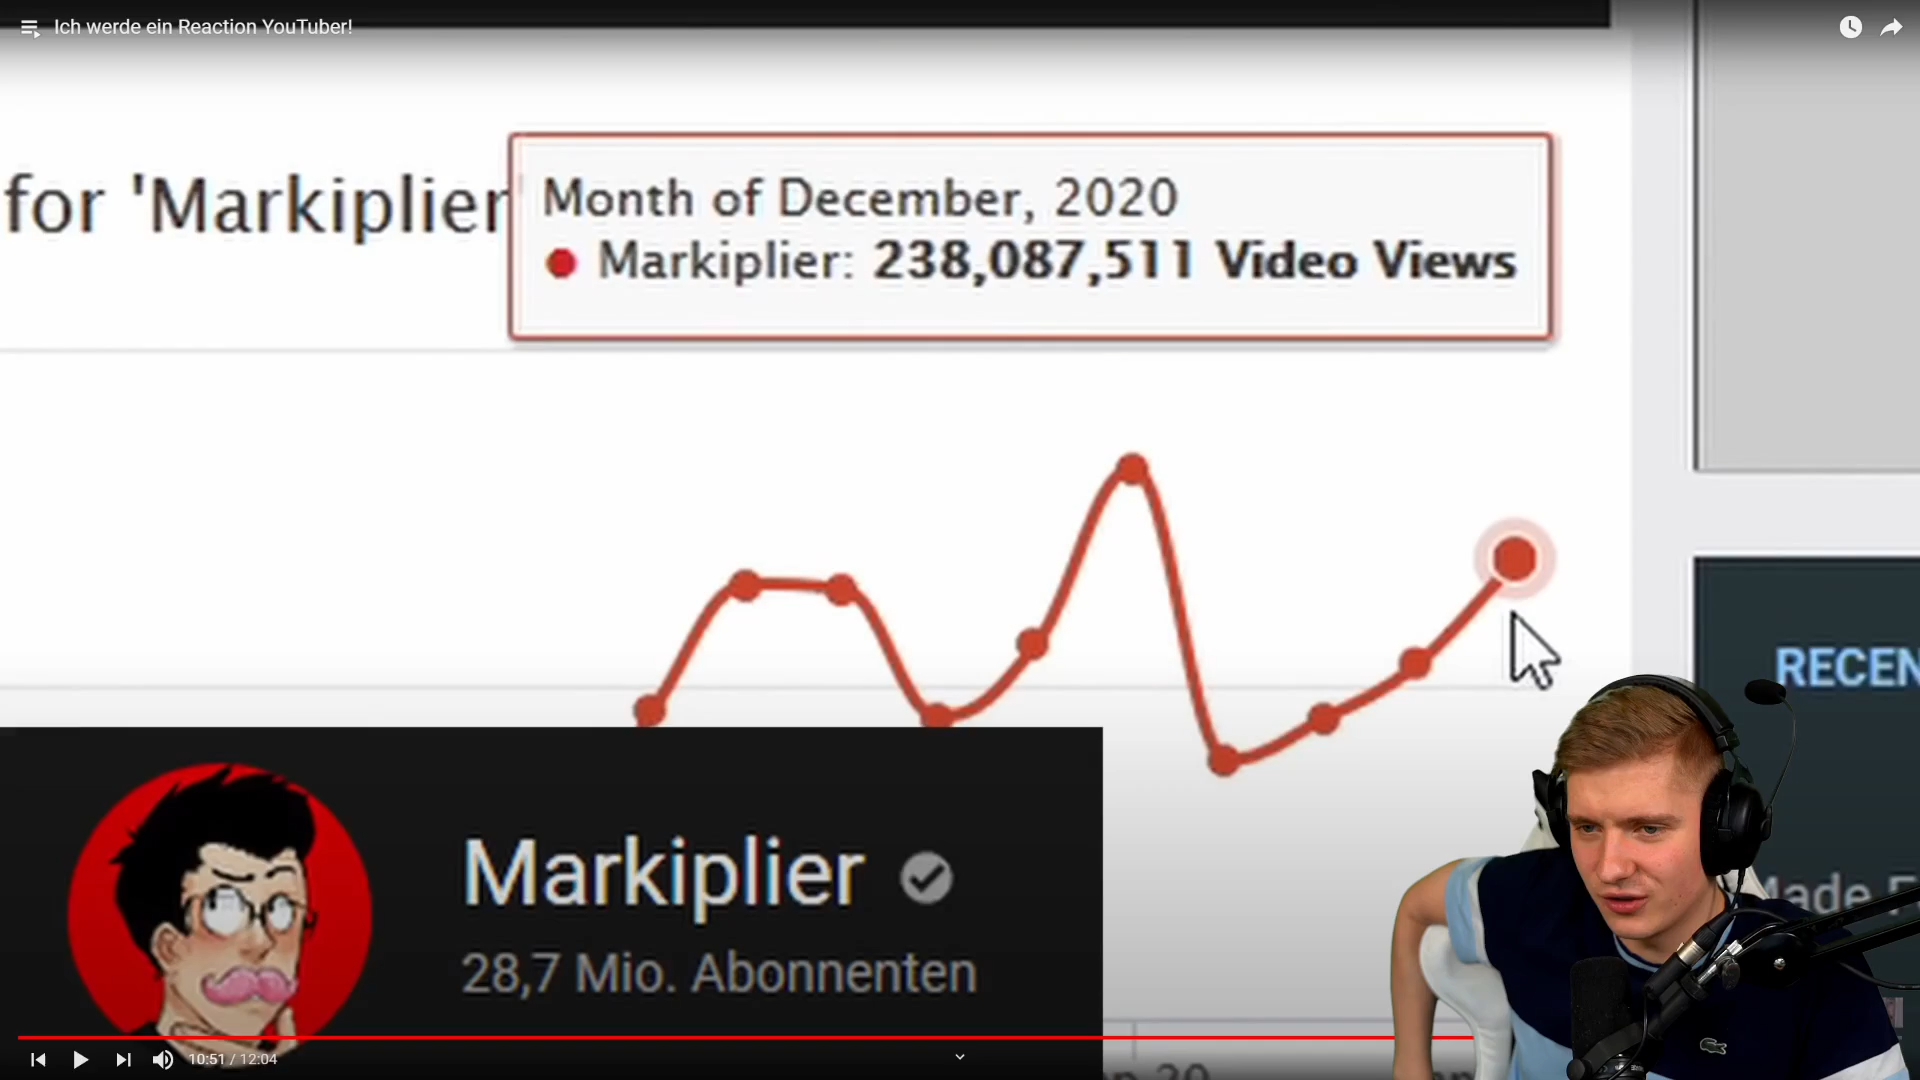 Ich werde ein Reaction YouTuber!
for 'Markiplier'
Month of December, 2020
Markiplier: 238,087,511 Video Views
RECEN
Made F
Markiplier
28,7 Mio. Abonnenten
10:51 / 12:04